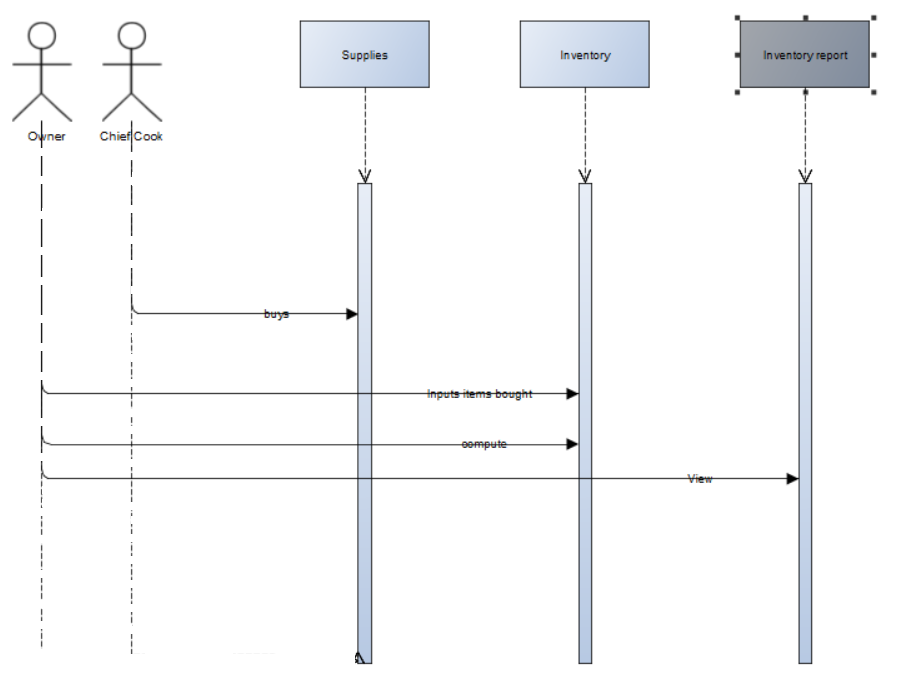 Supplies
Inventory
Inventory report
Owner
Chief Cook
buys
Inputs items bought
compute
View